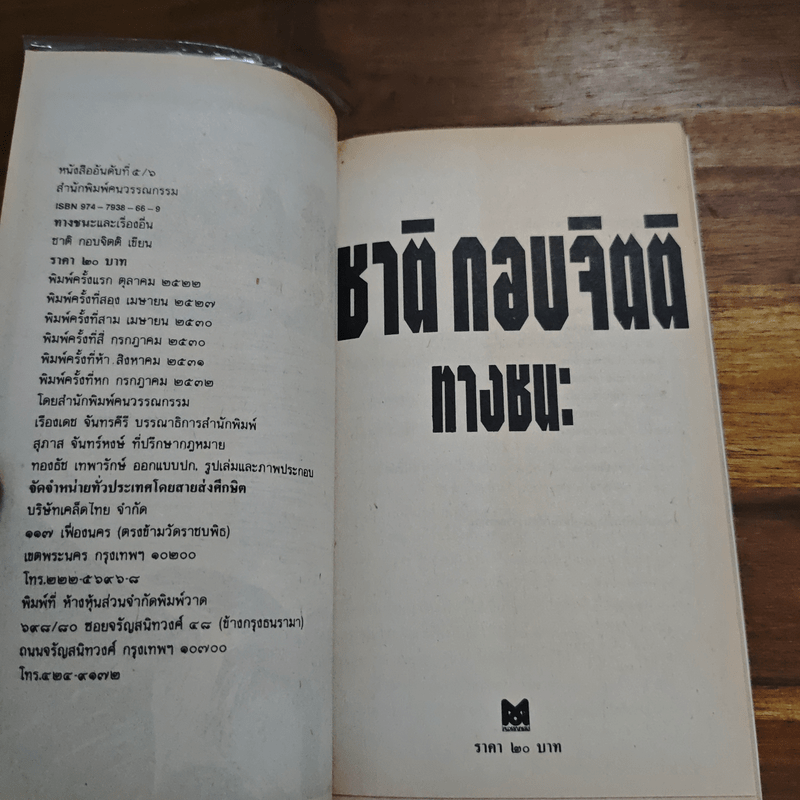 หนังสืออันดับที่ ๕/๖
สำนักพิมพ์คนวรรณกรรม
ISBN 974-7938-66-9
ทางชนะและเรื่องอื่น
ชาติ กอบจิตติ เขียน
ราคา ๒๐ บาท
พิมพ์ครั้งแรก ตุลาคม ๒๕๒๒
พิมพ์ครั้งที่สอง เมษายน ๒๕๒๗
พิมพ์ครั้งที่สาม เมษายน ๒๕๓๐
พิมพ์ครั้งที่สี่ กรกฎาคม ๒๕๓๐
พิมพ์ครั้งที่ห้า สิงหาคม ๒๕๓๑
พิมพ์ครั้งที่หก กรกฎาคม ๒๕๓๒
โดยสำนักพิมพ์คนวรรณกรรม
เรืองเดช จันทรคีรี บรรณาธิการสำนักพิมพ์
สุภาส จันทร์หงษ์ ที่ปรึกษากฎหมาย
ทองธัช เทพารักษ์ ออกแบบปก, รูปเล่มและภาพประกอบ
จัดจำหน่ายทั่วประเทศโดยสายส่งศึกษิต
บริษัทเคล็ดไทย จำกัด
๑๑๗ เฟื่องนคร (ตรงข้ามวัดราชบพิธ)
เขตพระนคร กรุงเทพฯ ๑๐๒๐๐
โทร.๒๒๒-๕๖๙๖-๘
พิมพ์ที่ ห้างหุ้นส่วนจำกัดพิมพ์วาด
๖๙๘/๘๐ ซอยจรัญสนิทวงศ์ ๔๘ (ข้างกรุงธนรามา)
ถนนจรัญสนิทวงศ์ กรุงเทพฯ ๑๐๗๐๐
โทร.๔๒๔-๙๑๗๒
ชาติ กอบจิตติ
ทางชนะ
ราคา ๒๐ บาท